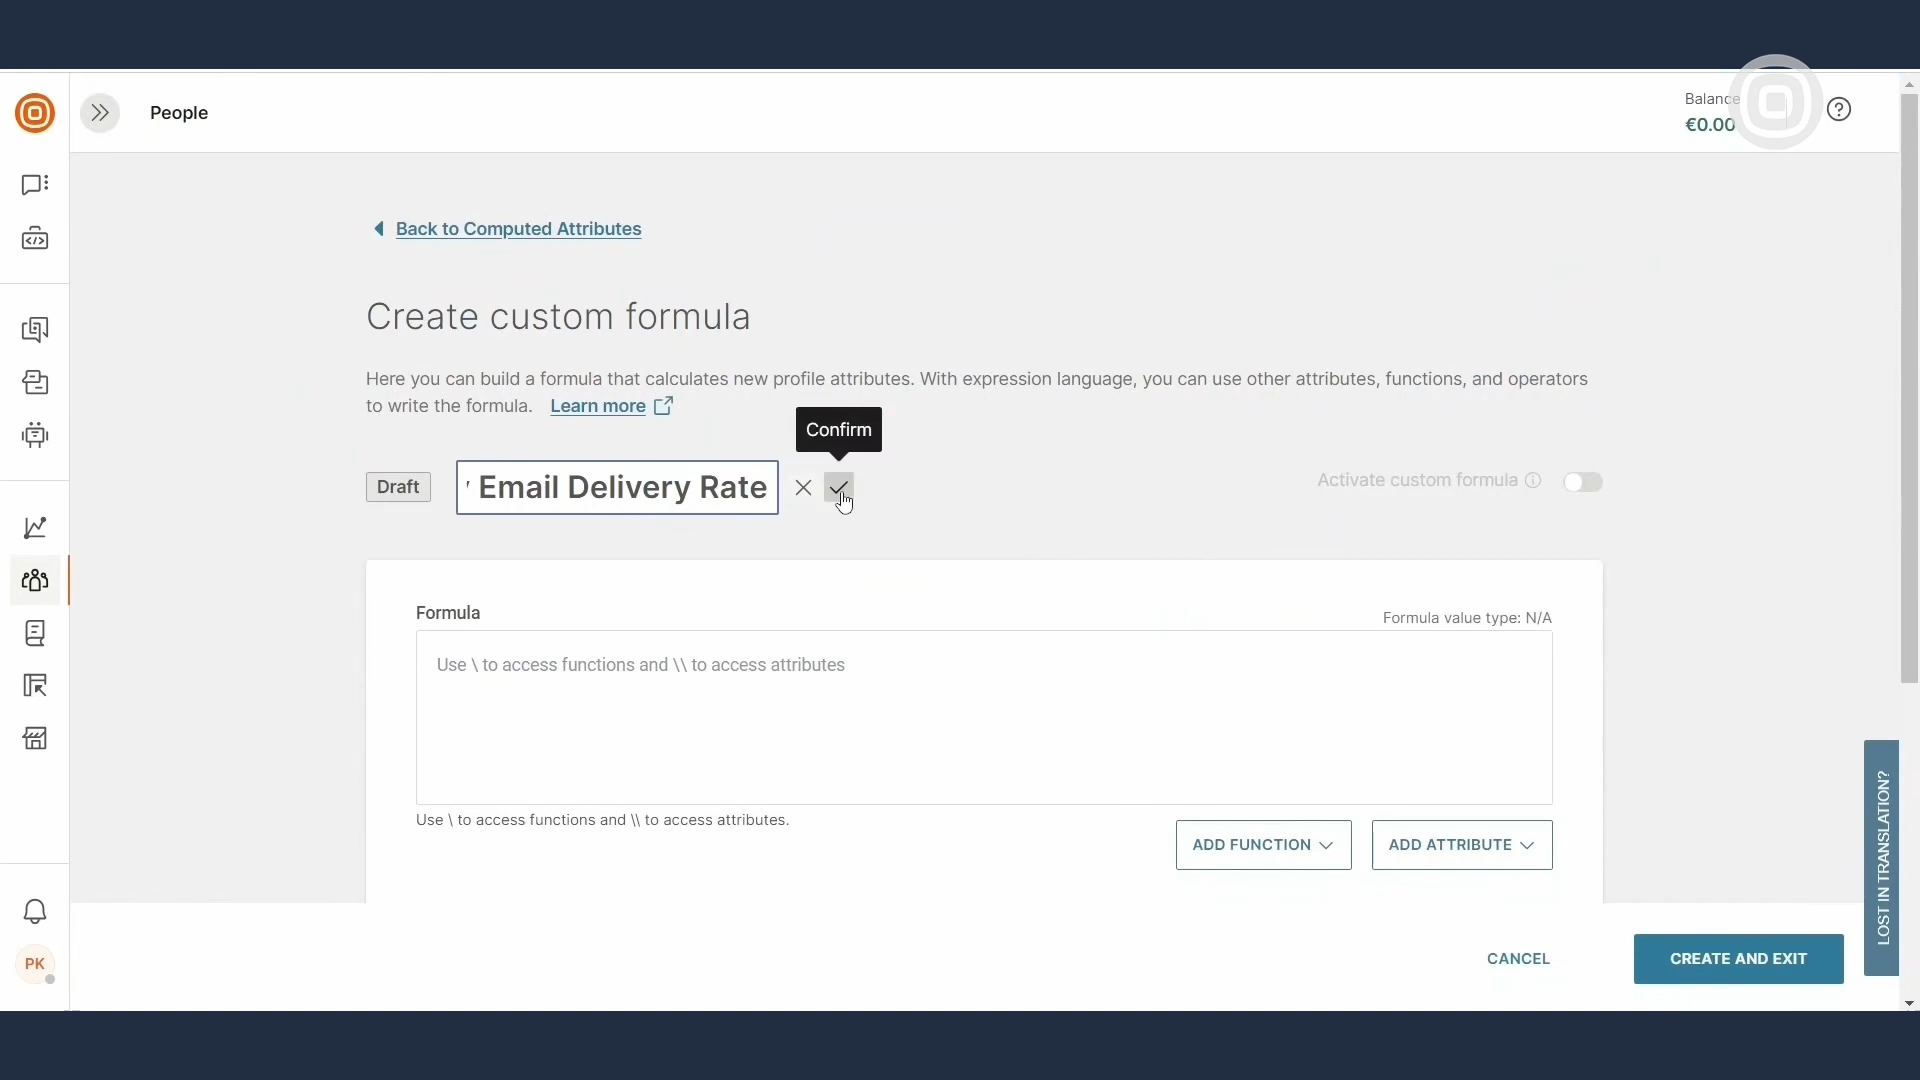 People
Balance
€0.00
Back to Computed Attributes
Create custom formula
Here you can build a formula that calculates new profile attributes. With expression language, you can use other attributes, functions, and operators
to write the formula. Learn more
Confirm
Draft
Email Delivery Rate
Activate custom formula
Formula
Formula value type: N/A
Use \ to access functions and \\ to access attributes
Use \ to access functions and \\ to access attributes.
ADD FUNCTION
ADD ATTRIBUTE
LOST IN TRANSLATION?
PK
CANCEL
CREATE AND EXIT